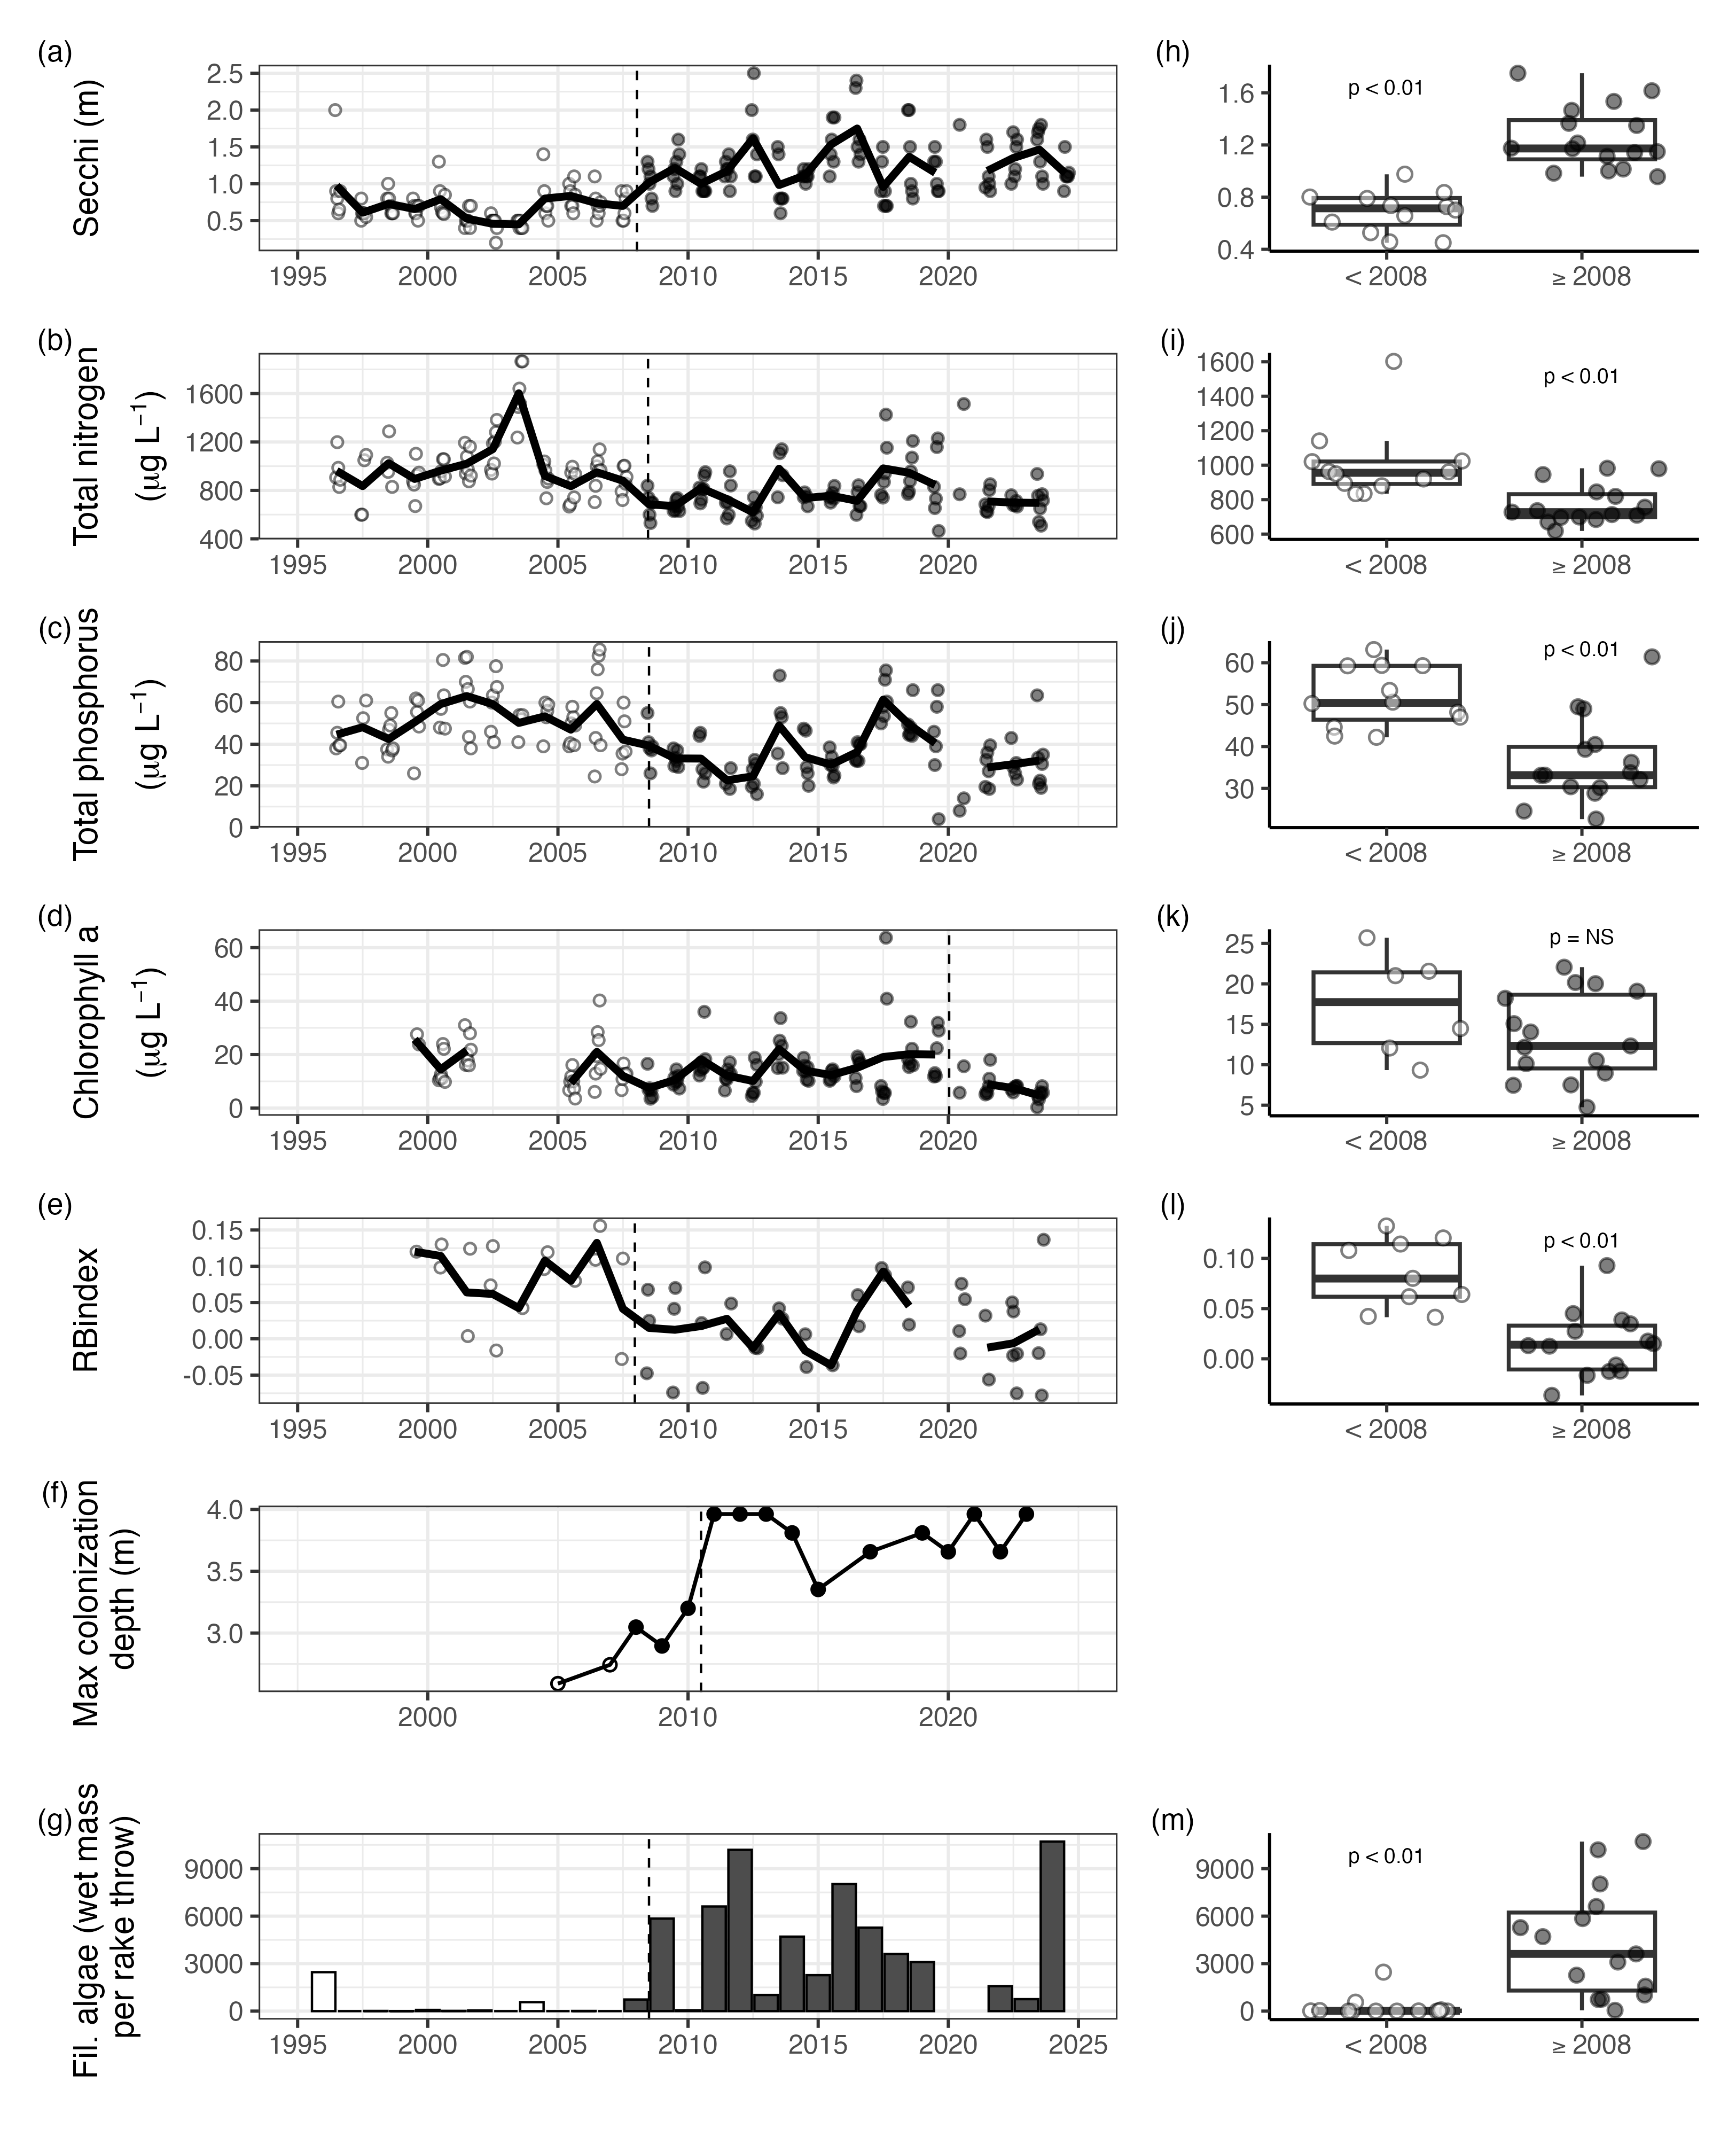 (a)
Secchi (m)
2.5
2.0
1.5
1.0
0.5
1995 2000 2005 2010 2015 2020
(h)
p < 0.01
1.6
1.2
0.8
0.4
< 2008 ≥ 2008
(b)
Total nitrogen
(µg L⁻¹)
1600
1200
800
400
1995 2000 2005 2010 2015 2020
(i)
p < 0.01
1600
1400
1200
1000
800
600
< 2008 ≥ 2008
(c)
Total phosphorus
(µg L⁻¹)
80
60
40
20
0
1995 2000 2005 2010 2015 2020
(j)
p < 0.01
60
50
40
30
< 2008 ≥ 2008
(d)
Chlorophyll a
(µg L⁻¹)
60
40
20
0
1995 2000 2005 2010 2015 2020
(k)
p = NS
25
20
15
10
5
< 2008 ≥ 2008
(e)
RBindex
0.15
0.10
0.05
0.00
-0.05
1995 2000 2005 2010 2015 2020
(l)
p < 0.01
0.10
0.05
0.00
< 2008 ≥ 2008
(f)
Max colonization
depth (m)
4.0
3.5
3.0
2000 2010 2020
(g)
Fil. algae (wet mass
per rake throw)
9000
6000
3000
0
1995 2000 2005 2010 2015 2020 2025
(m)
p < 0.01
9000
6000
3000
0
< 2008 ≥ 2008